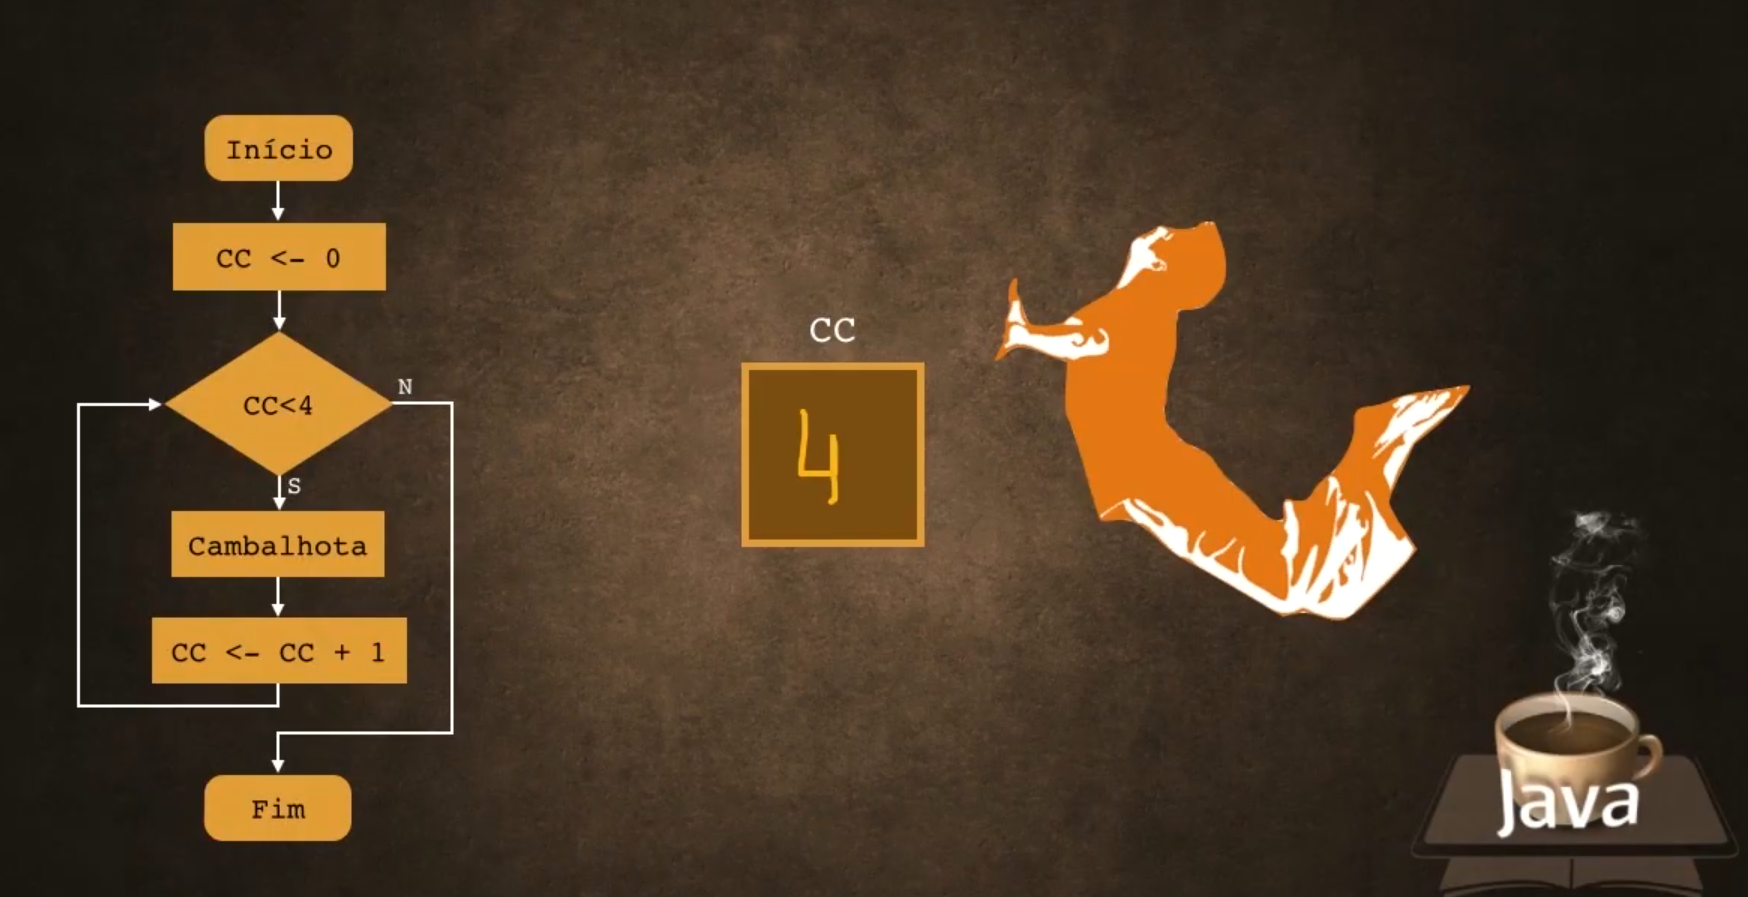 Início
CC <- 0
CC<4
N
S
Cambalhota
CC <- CC + 1
Fim
CC
4
Java